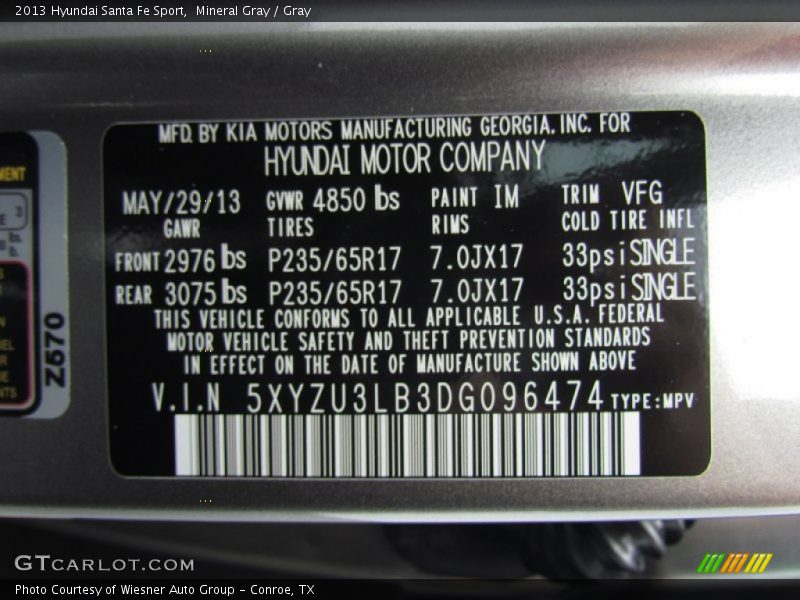 2013 Hyundai Santa Fe Sport, Mineral Gray / Gray
MFD. BY KIA MOTORS MANUFACTURING GEORGIA. INC. FOR
HYUNDAI MOTOR COMPANY
MAY/29/13 GVWR 4850 lbs PAINT IM TRIM VFG
GAWR TIRES RIMS COLD TIRE INFL
FRONT 2976 lbs P235/65R17 7.0JX17 33psi SINGLE
REAR 3075 lbs P235/65R17 7.0JX17 33psi SINGLE
THIS VEHICLE CONFORMS TO ALL APPLICABLE U.S.A. FEDERAL
MOTOR VEHICLE SAFETY AND THEFT PREVENTION STANDARDS
IN EFFECT ON THE DATE OF MANUFACTURE SHOWN ABOVE
V.I.N 5XYZU3LB3DG096474 TYPE:MPV
Z670
GTCARLOT.COM
Photo Courtesy of Wiesner Auto Group - Conroe, TX